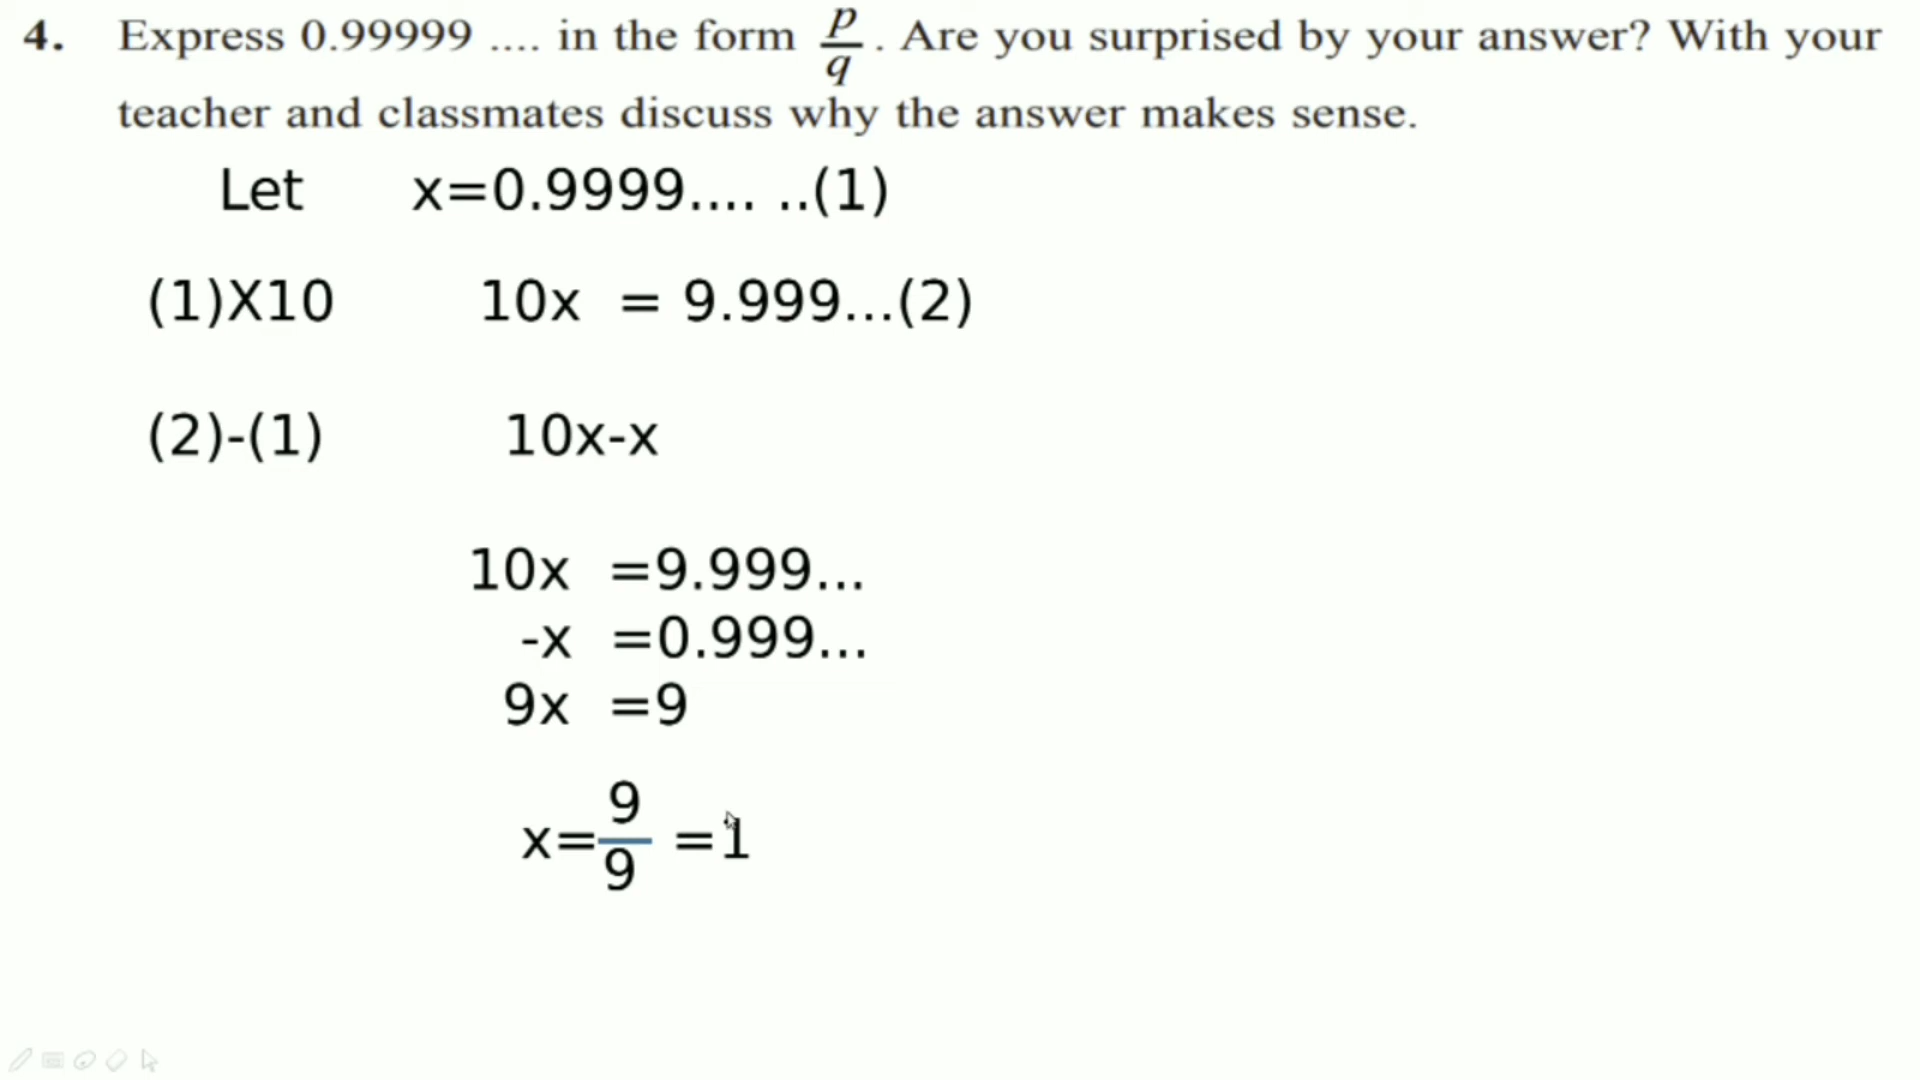 4. Express 0.99999 .... in the form p/q . Are you surprised by your answer? With your
teacher and classmates discuss why the answer makes sense.
Let x=0.9999.... ..(1)
(1)X10 10x = 9.999...(2)
(2)-(1) 10x-x
10x =9.999...
-x =0.999...
9x =9
x=9/9 =1